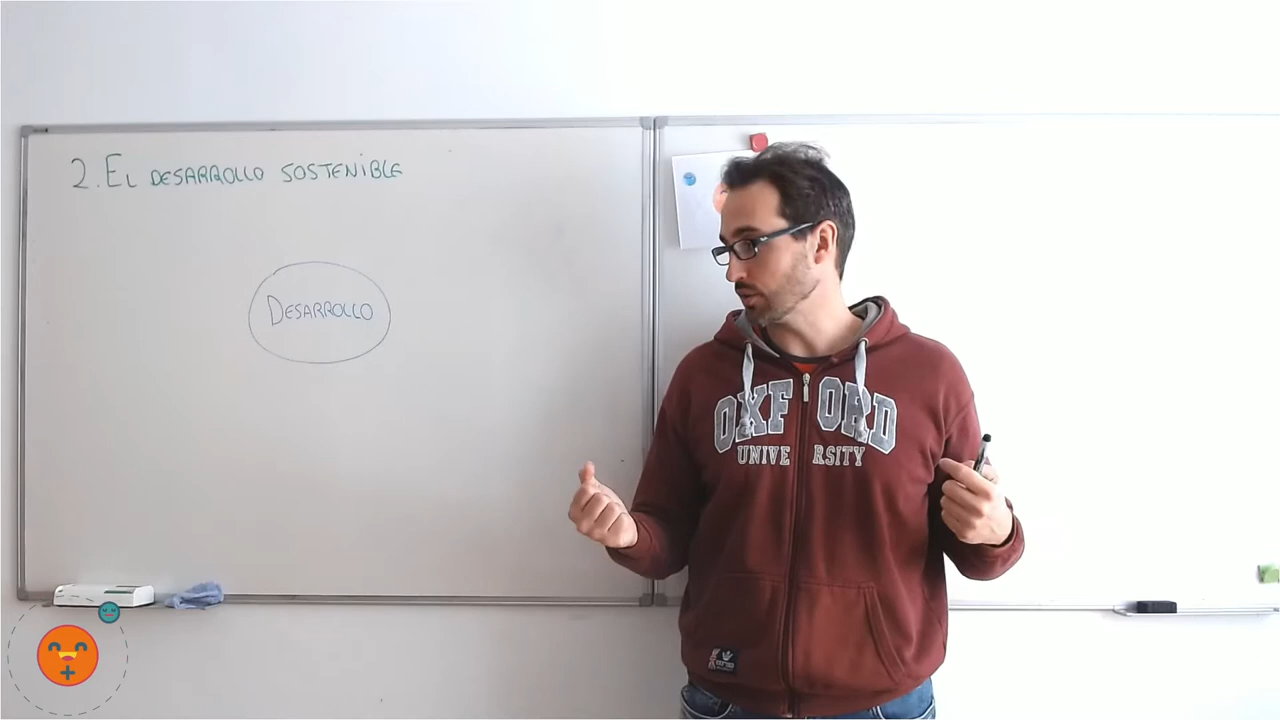 2. EL DESARROLLO SOSTENIBLE
DESARROLLO
OXFORD
UNIVERSITY